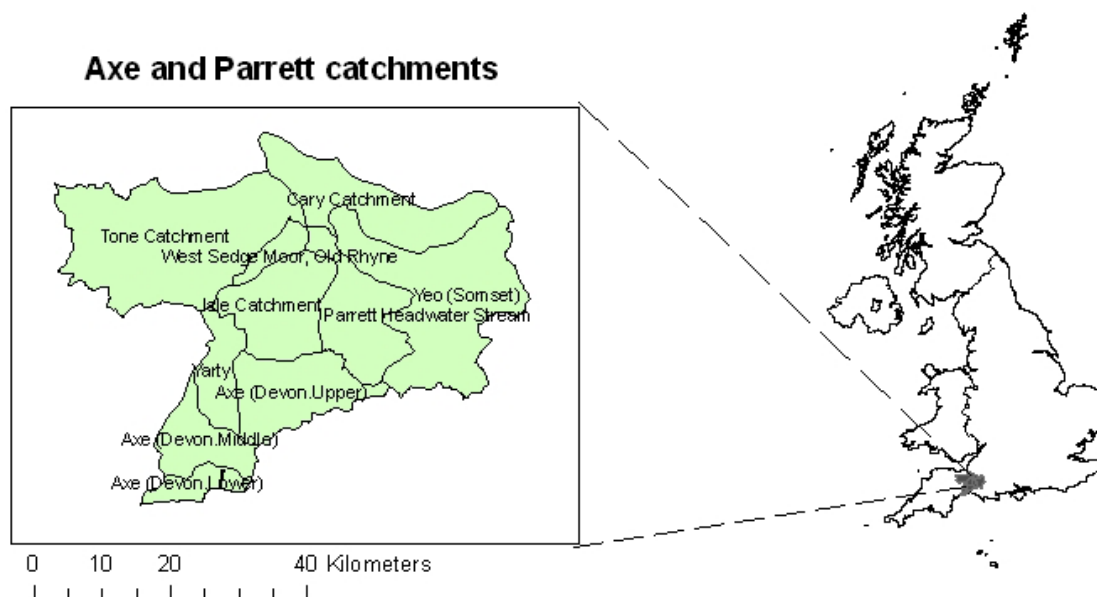 Axe and Parrett catchments
Cary Catchment
Tone Catchment
West Sedge Moor, Old Rhyne
Yeo (Somset)
Isle Catchment
Parrett Headwater Stream
Yarty
Axe (Devon.Upper)
Axe (Devon.Middle)
Axe (Devon.Lower)
0 10 20 40 Kilometers